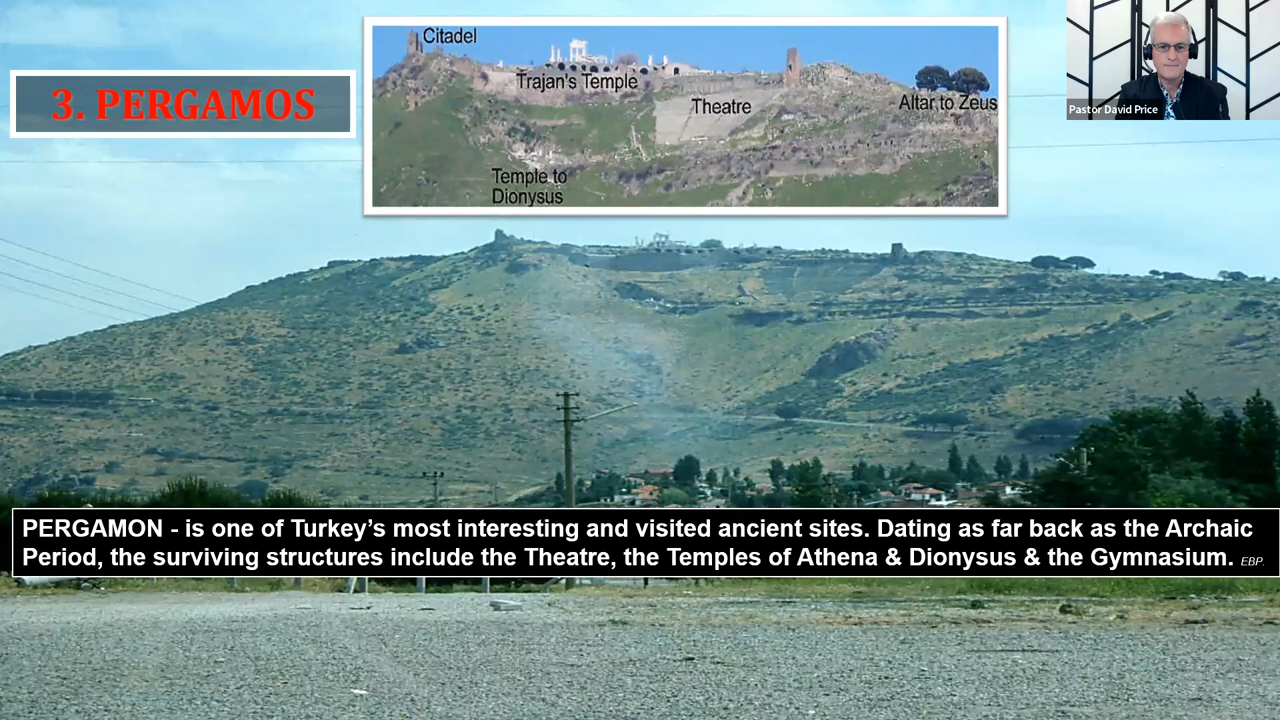 3. PERGAMOS
Citadel
Trajan's Temple
Theatre
Altar to Zeus
Temple to
Dionysus
Pastor David Price
PERGAMON - is one of Turkey’s most interesting and visited ancient sites. Dating as far back as the Archaic
Period, the surviving structures include the Theatre, the Temples of Athena & Dionysus & the Gymnasium. EBP.